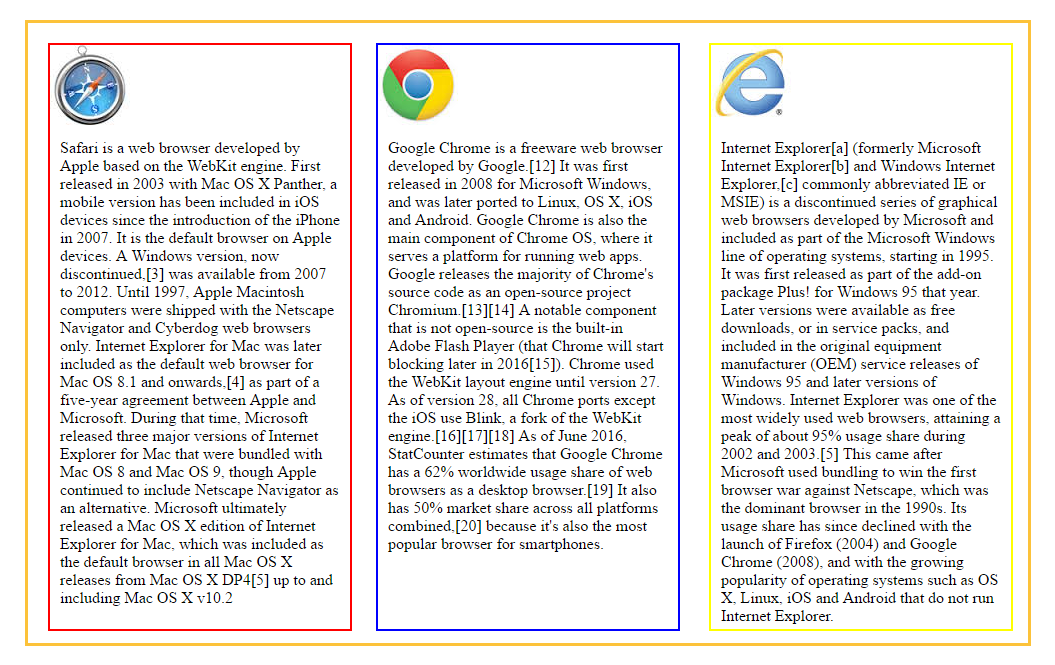 Safari is a web browser developed by
Apple based on the WebKit engine. First
released in 2003 with Mac OS X Panther, a
mobile version has been included in iOS
devices since the introduction of the iPhone
in 2007. It is the default browser on Apple
devices. A Windows version, now
discontinued,[3] was available from 2007
to 2012. Until 1997, Apple Macintosh
computers were shipped with the Netscape
Navigator and Cyberdog web browsers
only. Internet Explorer for Mac was later
included as the default web browser for
Mac OS 8.1 and onwards,[4] as part of a
five-year agreement between Apple and
Microsoft. During that time, Microsoft
released three major versions of Internet
Explorer for Mac that were bundled with
Mac OS 8 and Mac OS 9, though Apple
continued to include Netscape Navigator as
an alternative. Microsoft ultimately
released a Mac OS X edition of Internet
Explorer for Mac, which was included as
the default browser in all Mac OS X
releases from Mac OS X DP4[5] up to and
including Mac OS X v10.2
Google Chrome is a freeware web browser
developed by Google.[12] It was first
released in 2008 for Microsoft Windows,
and was later ported to Linux, OS X, iOS
and Android. Google Chrome is also the
main component of Chrome OS, where it
serves a platform for running web apps.
Google releases the majority of Chrome's
source code as an open-source project
Chromium.[13][14] A notable component
that is not open-source is the built-in
Adobe Flash Player (that Chrome will start
blocking later in 2016[15]). Chrome used
the WebKit layout engine until version 27.
As of version 28, all Chrome ports except
the iOS use Blink, a fork of the WebKit
engine.[16][17][18] As of June 2016,
StatCounter estimates that Google Chrome
has a 62% worldwide usage share of web
browsers as a desktop browser.[19] It also
has 50% market share across all platforms
combined,[20] because it's also the most
popular browser for smartphones.
Internet Explorer[a] (formerly Microsoft
Internet Explorer[b] and Windows Internet
Explorer,[c] commonly abbreviated IE or
MSIE) is a discontinued series of graphical
web browsers developed by Microsoft and
included as part of the Microsoft Windows
line of operating systems, starting in 1995.
It was first released as part of the add-on
package Plus! for Windows 95 that year.
Later versions were available as free
downloads, or in service packs, and
included in the original equipment
manufacturer (OEM) service releases of
Windows 95 and later versions of
Windows. Internet Explorer was one of the
most widely used web browsers, attaining a
peak of about 95% usage share during
2002 and 2003.[5] This came after
Microsoft used bundling to win the first
browser war against Netscape, which was
the dominant browser in the 1990s. Its
usage share has since declined with the
launch of Firefox (2004) and Google
Chrome (2008), and with the growing
popularity of operating systems such as OS
X, Linux, iOS and Android that do not run
Internet Explorer.